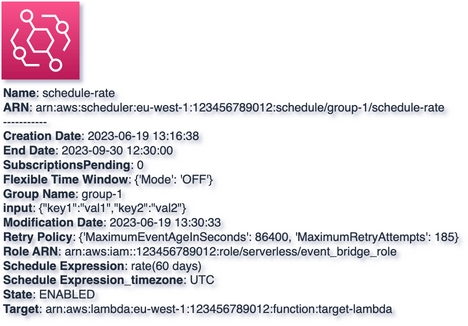 Name: schedule-rate
ARN: arn:aws:scheduler:eu-west-1:123456789012:schedule/group-1/schedule-rate
-----------
Creation Date: 2023-06-19 13:16:38
End Date: 2023-09-30 12:30:00
SubscriptionsPending: 0
Flexible Time Window: {'Mode': 'OFF'}
Group Name: group-1
input: {"key1":"val1","key2":"val2"}
Modification Date: 2023-06-19 13:30:33
Retry Policy: {'MaximumEventAgeInSeconds': 86400, 'MaximumRetryAttempts': 185}
Role ARN: arn:aws:iam::123456789012:role/serverless/event_bridge_role
Schedule Expression: rate(60 days)
Schedule Expression_timezone: UTC
State: ENABLED
Target: arn:aws:lambda:eu-west-1:123456789012:function:target-lambda